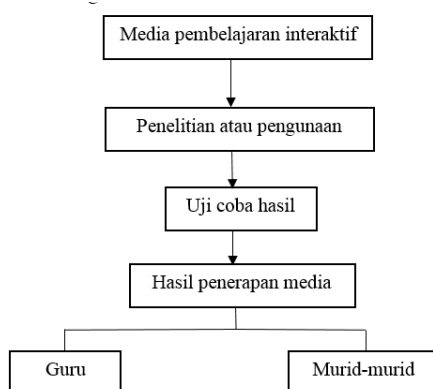 Media pembelajaran interaktif
Penelitian atau pengunaan
Uji coba hasil
Hasil penerapan media
Guru
Murid-murid